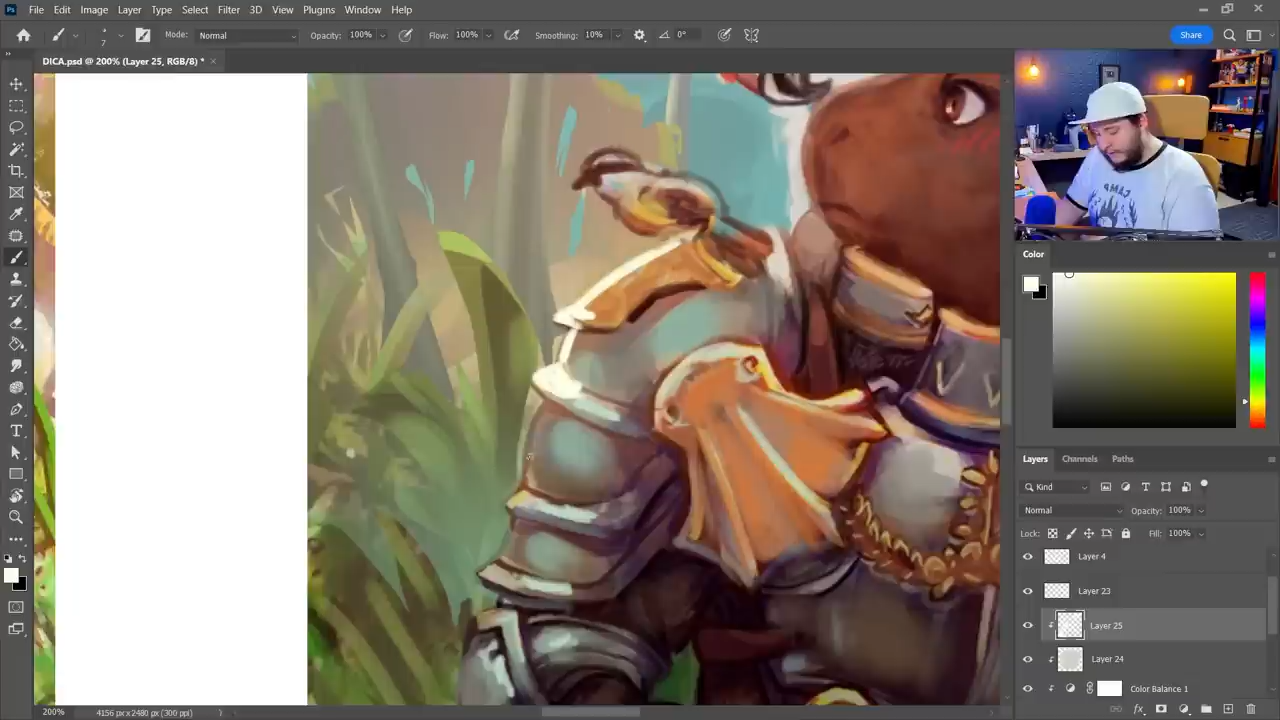 File Edit Image Layer Type Select Filter 3D View Plugins Window Help
7 Mode: Normal Opacity: 100% Flow: 100% Smoothing: 10% 0° Share
DICA.psd @ 200% (Layer 25, RGB/8) *
Color
Layers Channels Paths
Kind
Normal Opacity: 100%
Lock: Fill: 100%
Layer 4
Layer 23
Layer 25
Layer 24
Color Balance 1
200% 4156 px x 2480 px (300 ppi)